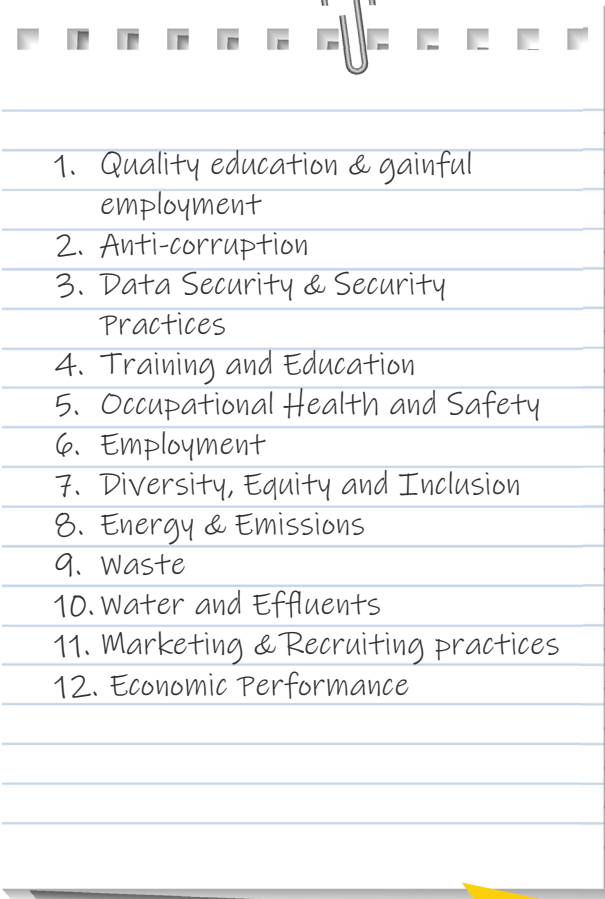 1. Quality education & gainful
employment
2. Anti-corruption
3. Data Security & Security
Practices
4. Training and Education
5. Occupational Health and Safety
6. Employment
7. Diversity, Equity and Inclusion
8. Energy & Emissions
9. Waste
10. Water and Effluents
11. Marketing & Recruiting practices
12. Economic Performance